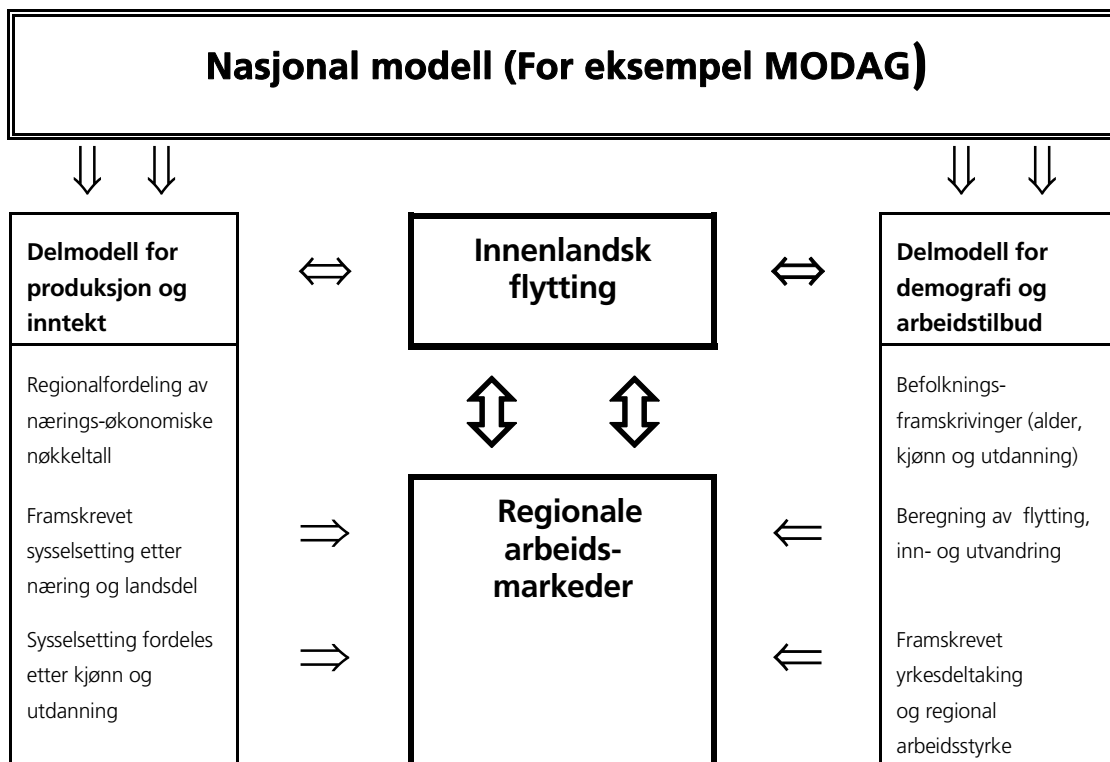 Nasjonal modell (For eksempel MODAG)
Delmodell for
produksjon og
inntekt
Regionalfordeling av
nærings-økonomiske
nøkkeltall
Framskrevet
sysselsetting etter
næring og landsdel
Sysselsetting fordeles
etter kjønn og
utdanning
Innenlandsk
flytting
Regionale
arbeids-
markeder
Delmodell for
demografi og
arbeidstilbud
Befolknings-
framskrivinger (alder,
kjønn og utdanning)
Beregning av flytting,
inn- og utvandring
Framskrevet
yrkesdeltaking
og regional
arbeidsstyrke